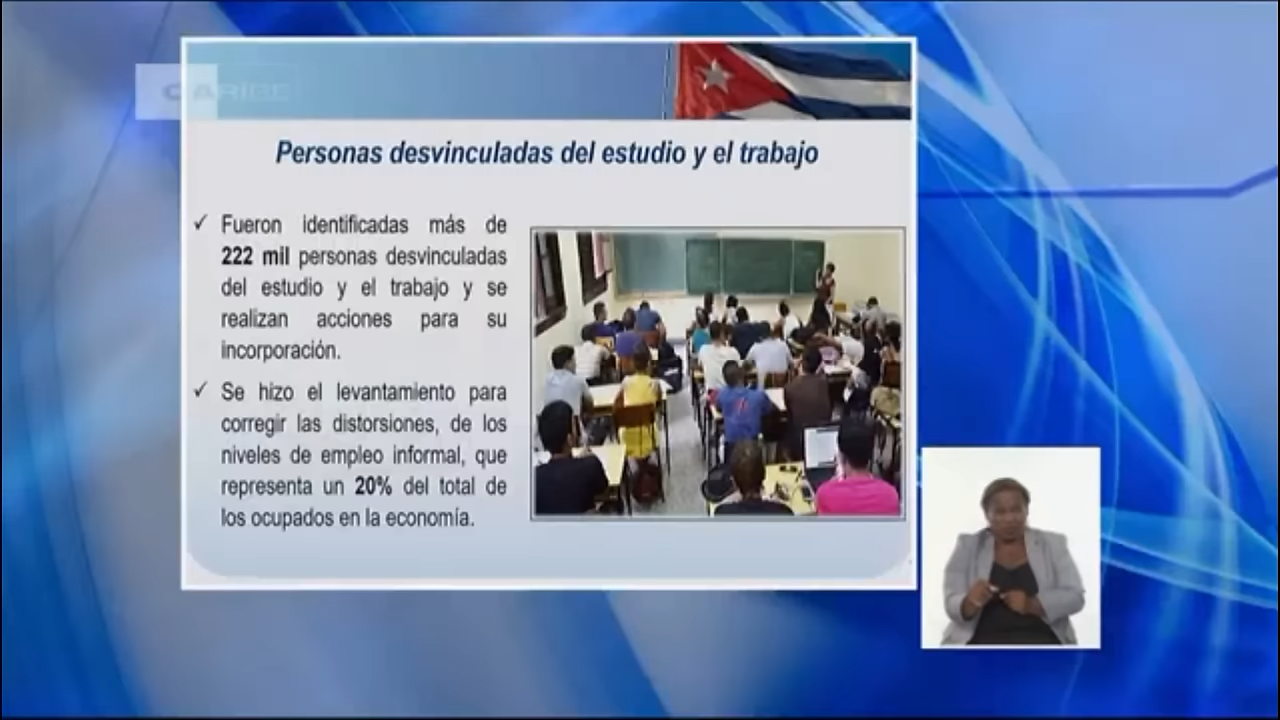 CARIBE
Personas desvinculadas del estudio y el trabajo
✓ Fueron identificadas más de
222 mil personas desvinculadas
del estudio y el trabajo y se
realizan acciones para su
incorporación.
✓ Se hizo el levantamiento para
corregir las distorsiones, de los
niveles de empleo informal, que
representa un 20% del total de
los ocupados en la economía.